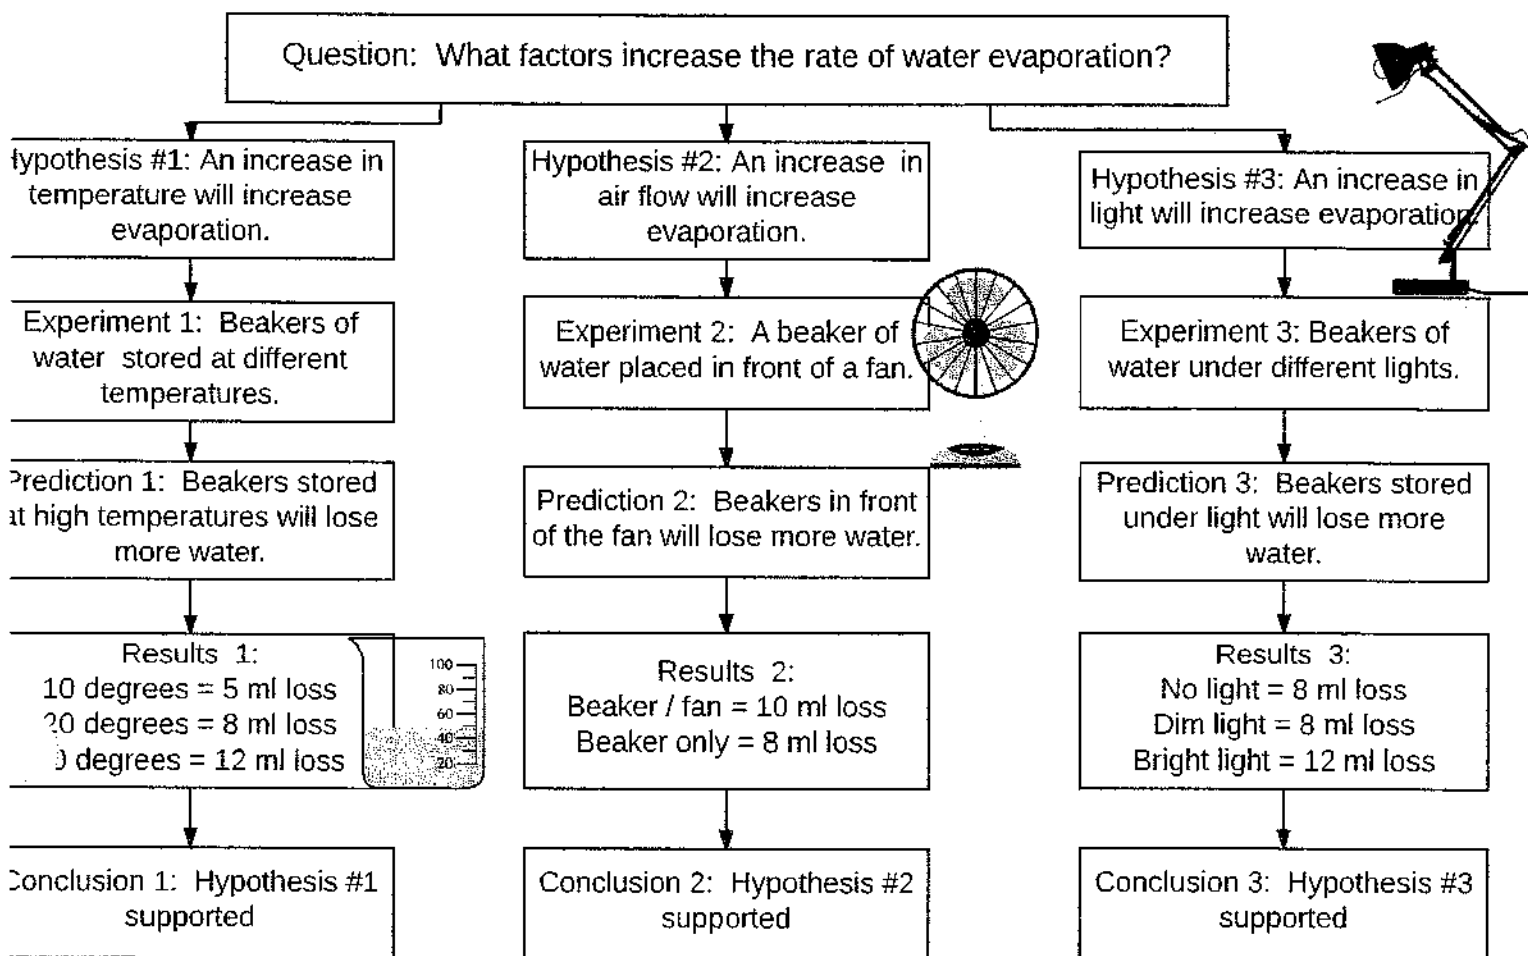 Question: What factors increase the rate of water evaporation?
Hypothesis #1: An increase in
temperature will increase
evaporation.
Experiment 1: Beakers of
water stored at different
temperatures.
Prediction 1: Beakers stored
at high temperatures will lose
more water.
Results 1:
10 degrees = 5 ml loss
20 degrees = 8 ml loss
0 degrees = 12 ml loss
100
80
60
40
20
Conclusion 1: Hypothesis #1
supported
Hypothesis #2: An increase in
air flow will increase
evaporation.
Experiment 2: A beaker of
water placed in front of a fan.
Prediction 2: Beakers in front
of the fan will lose more water.
Results 2:
Beaker / fan = 10 ml loss
Beaker only = 8 ml loss
Conclusion 2: Hypothesis #2
supported
Hypothesis #3: An increase in
light will increase evaporation.
Experiment 3: Beakers of
water under different lights.
Prediction 3: Beakers stored
under light will lose more
water.
Results 3:
No light = 8 ml loss
Dim light = 8 ml loss
Bright light = 12 ml loss
Conclusion 3: Hypothesis #3
supported